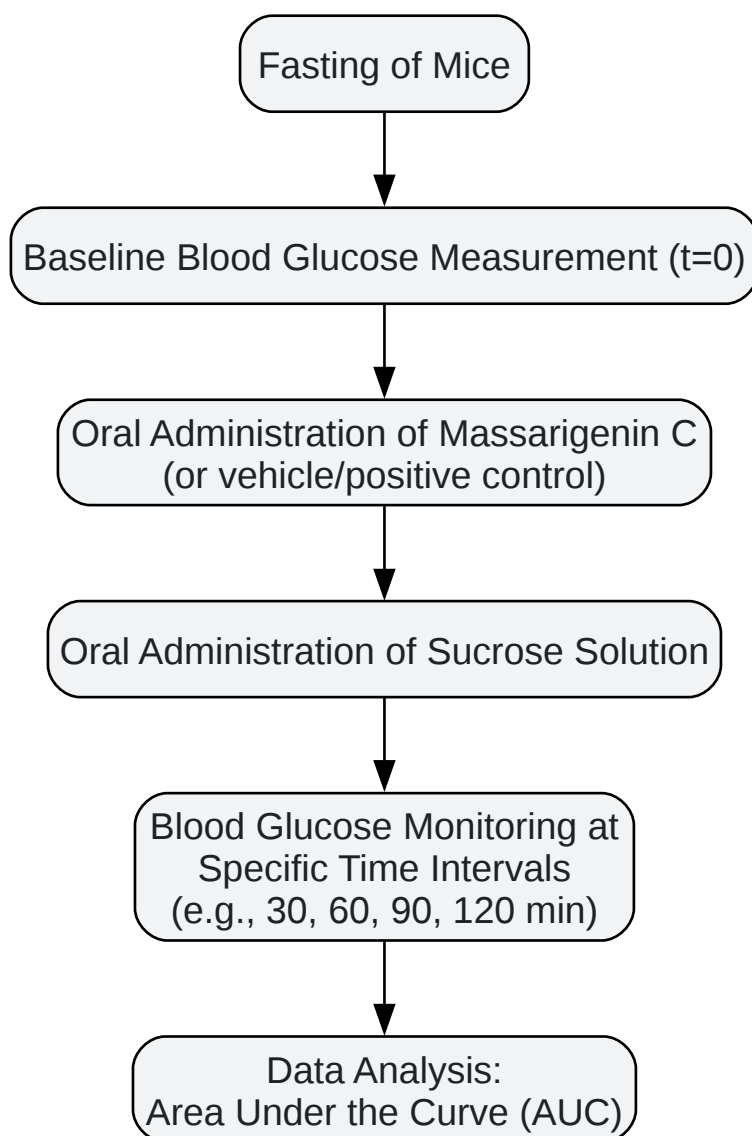 Fasting of Mice
Baseline Blood Glucose Measurement (t=0)
Oral Administration of Massarigenin C
(or vehicle/positive control)
Oral Administration of Sucrose Solution
Blood Glucose Monitoring at
Specific Time Intervals
(e.g., 30, 60, 90, 120 min)
Data Analysis:
Area Under the Curve (AUC)